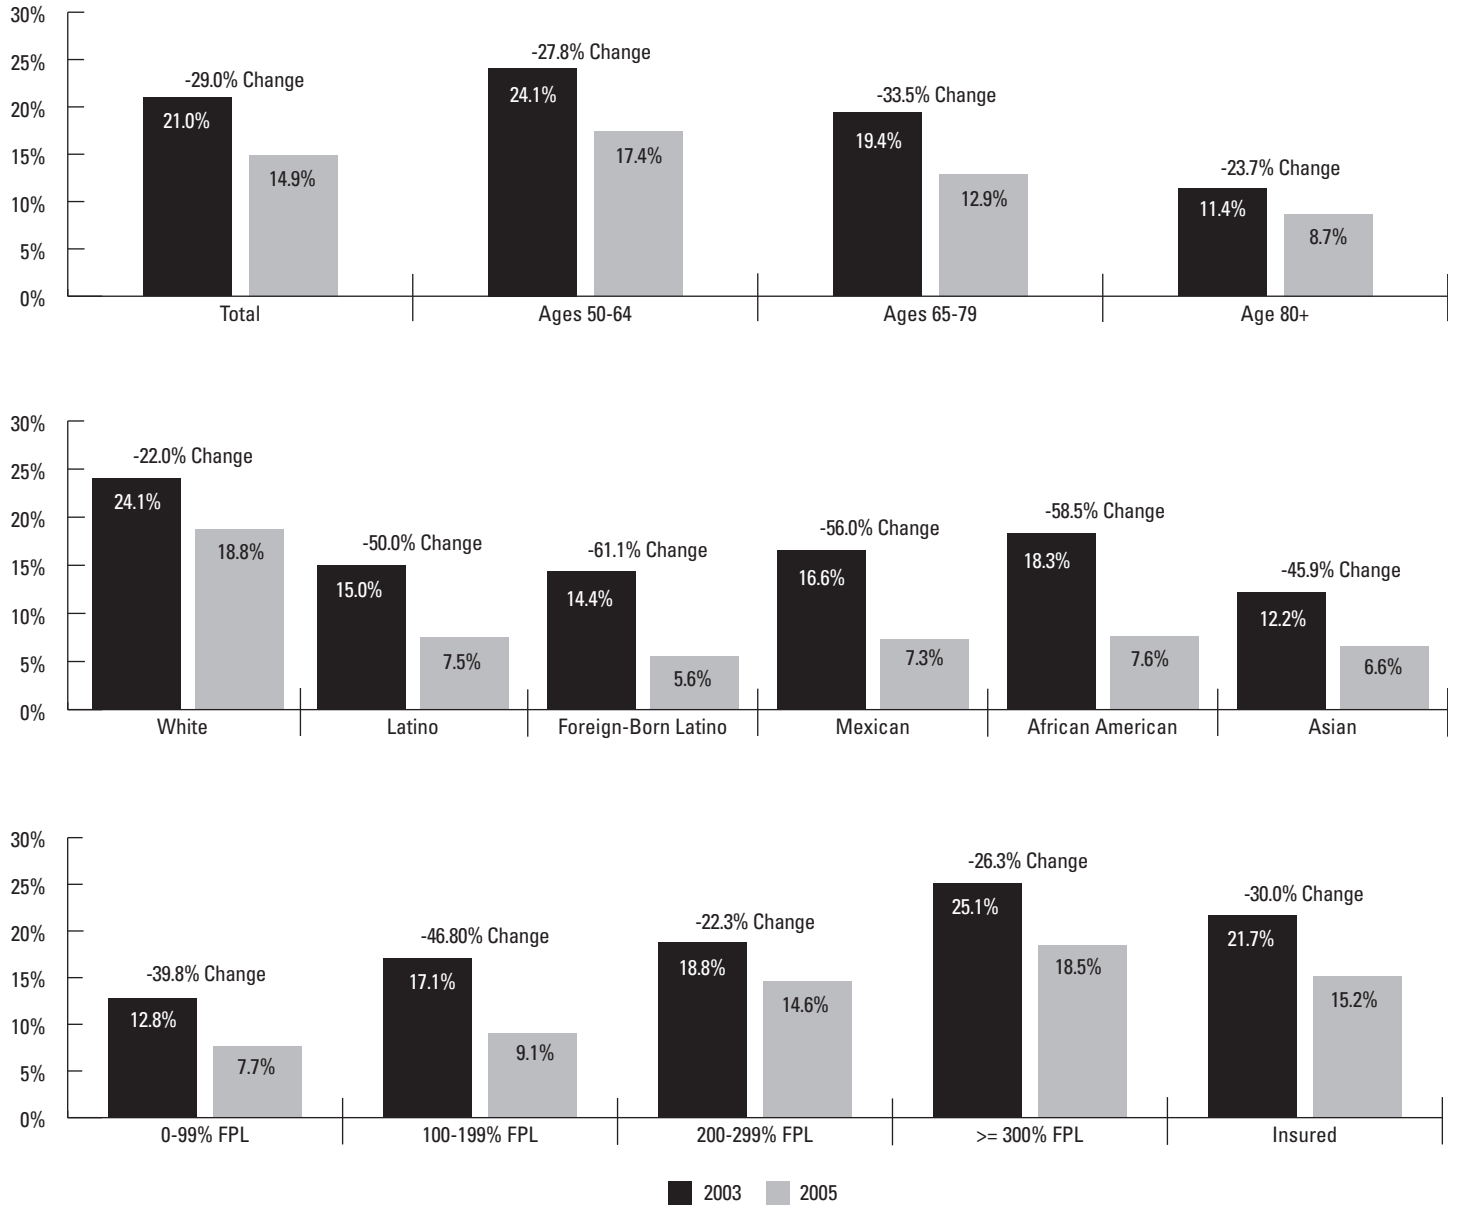 30%
25%
20%
15%
10%
5%
0%
-29.0% Change
21.0%
14.9%
-27.8% Change
24.1%
17.4%
-33.5% Change
19.4%
12.9%
-23.7% Change
11.4%
8.7%
Total
Ages 50-64
Ages 65-79
Age 80+
30%
25%
20%
15%
10%
5%
0%
-22.0% Change
24.1%
18.8%
-50.0% Change
15.0%
7.5%
-61.1% Change
14.4%
5.6%
-56.0% Change
16.6%
7.3%
-58.5% Change
18.3%
7.6%
-45.9% Change
12.2%
6.6%
White
Latino
Foreign-Born Latino
Mexican
African American
Asian
30%
25%
20%
15%
10%
5%
0%
-39.8% Change
12.8%
7.7%
-46.80% Change
17.1%
9.1%
-22.3% Change
18.8%
14.6%
-26.3% Change
25.1%
18.5%
-30.0% Change
21.7%
15.2%
0-99% FPL
100-199% FPL
200-299% FPL
>= 300% FPL
Insured
2003
2005